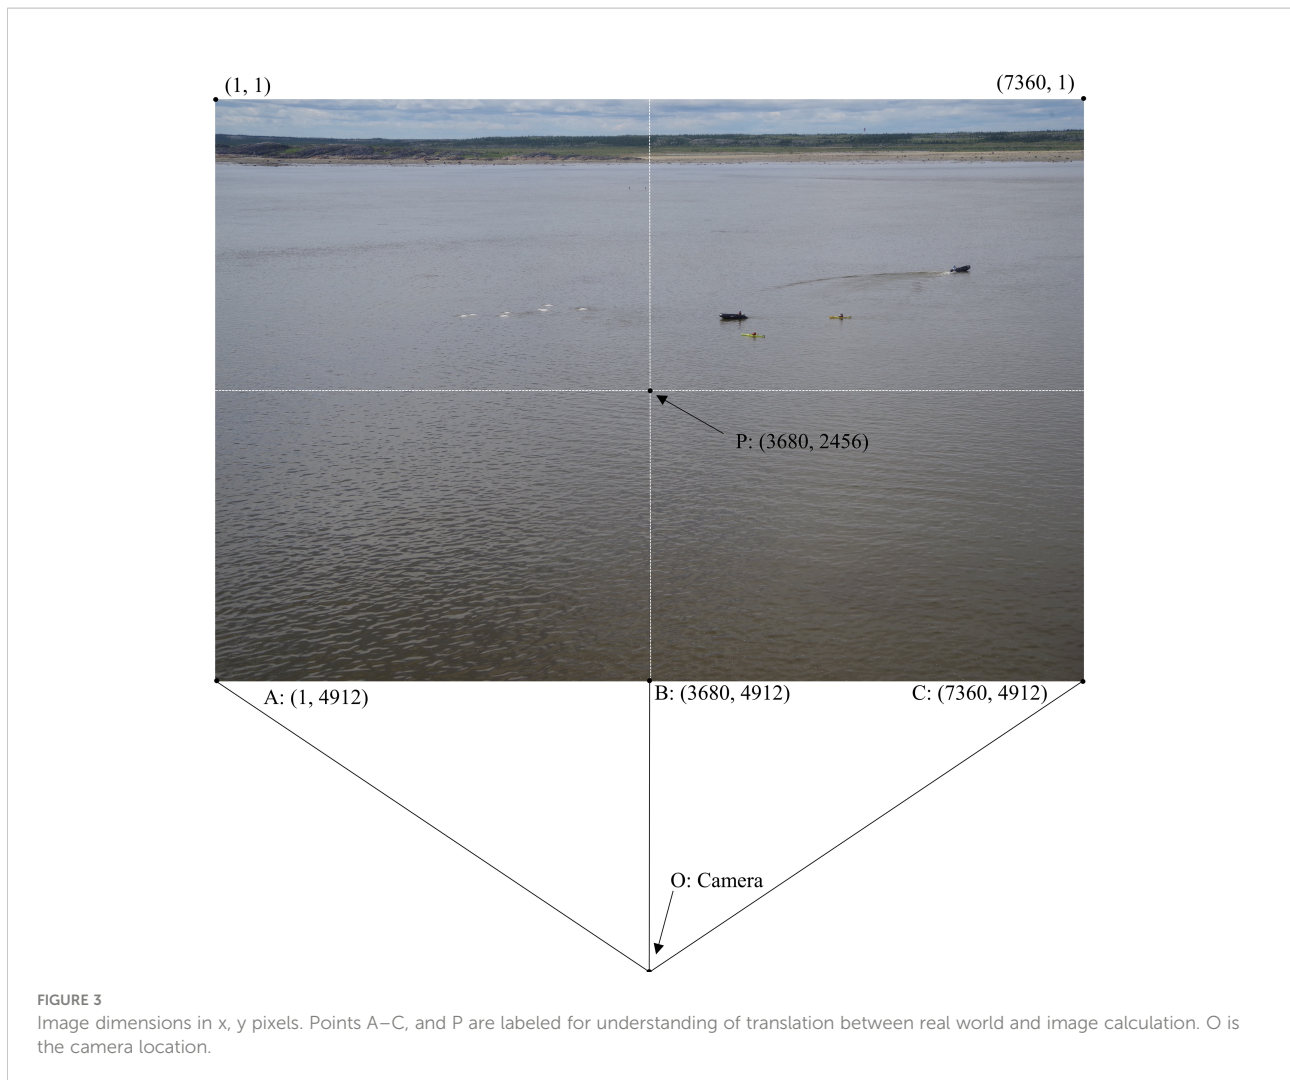 (1, 1)
(7360, 1)
P: (3680, 2456)
A: (1, 4912)
B: (3680, 4912)
C: (7360, 4912)
O: Camera
FIGURE 3
Image dimensions in x, y pixels. Points A–C, and P are labeled for understanding of translation between real world and image calculation. O is
the camera location.